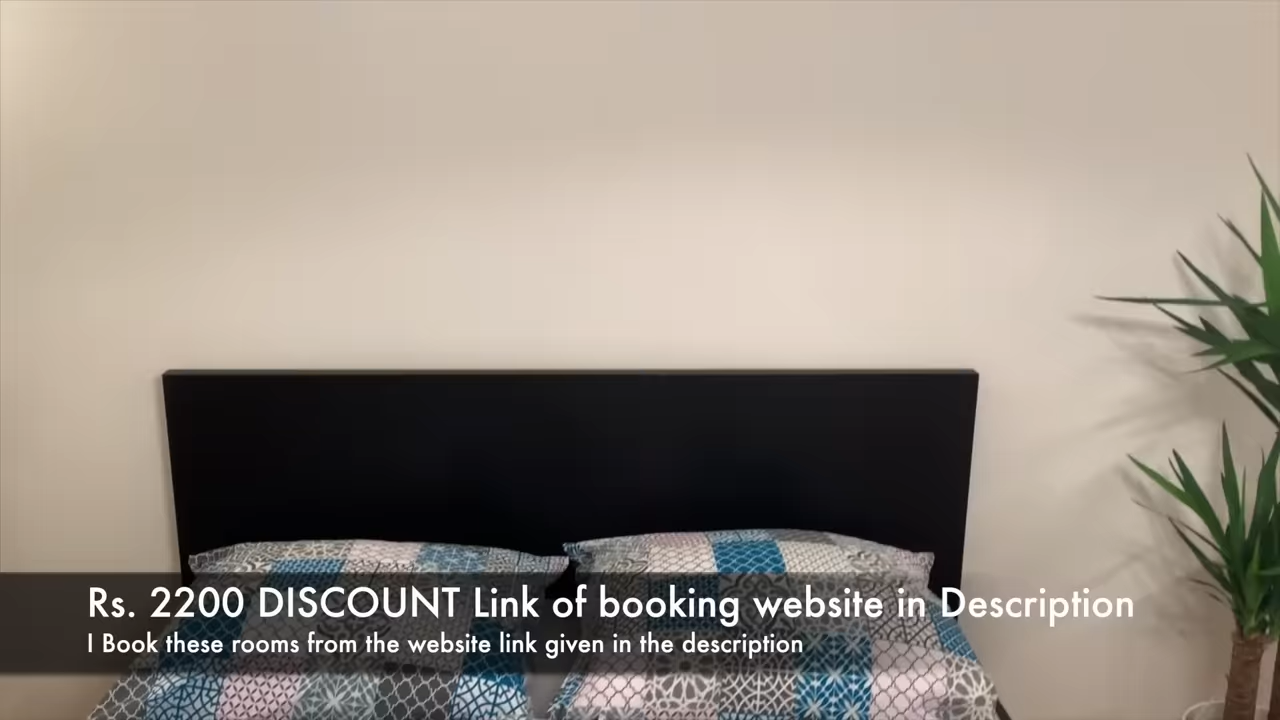 Rs. 2200 DISCOUNT Link of booking website in Description
I Book these rooms from the website link given in the description